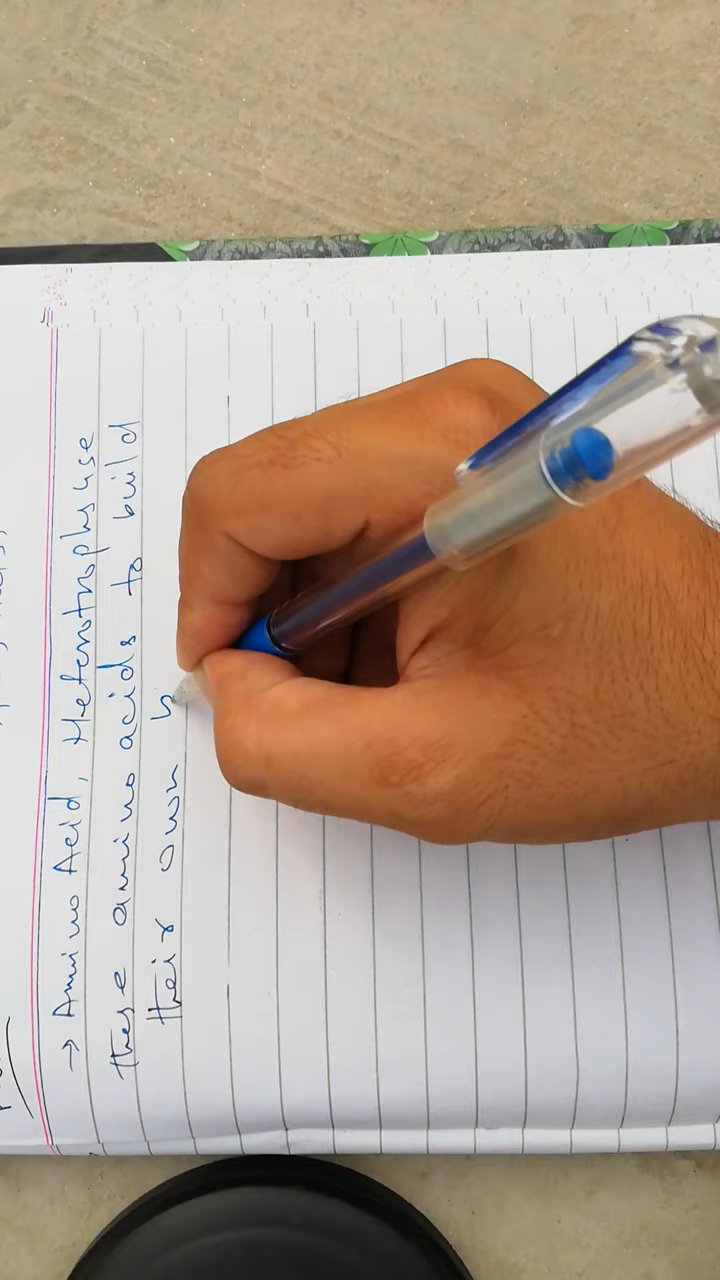 → Amino Acid, Heterotrophs use
these amino acids to build
their own b